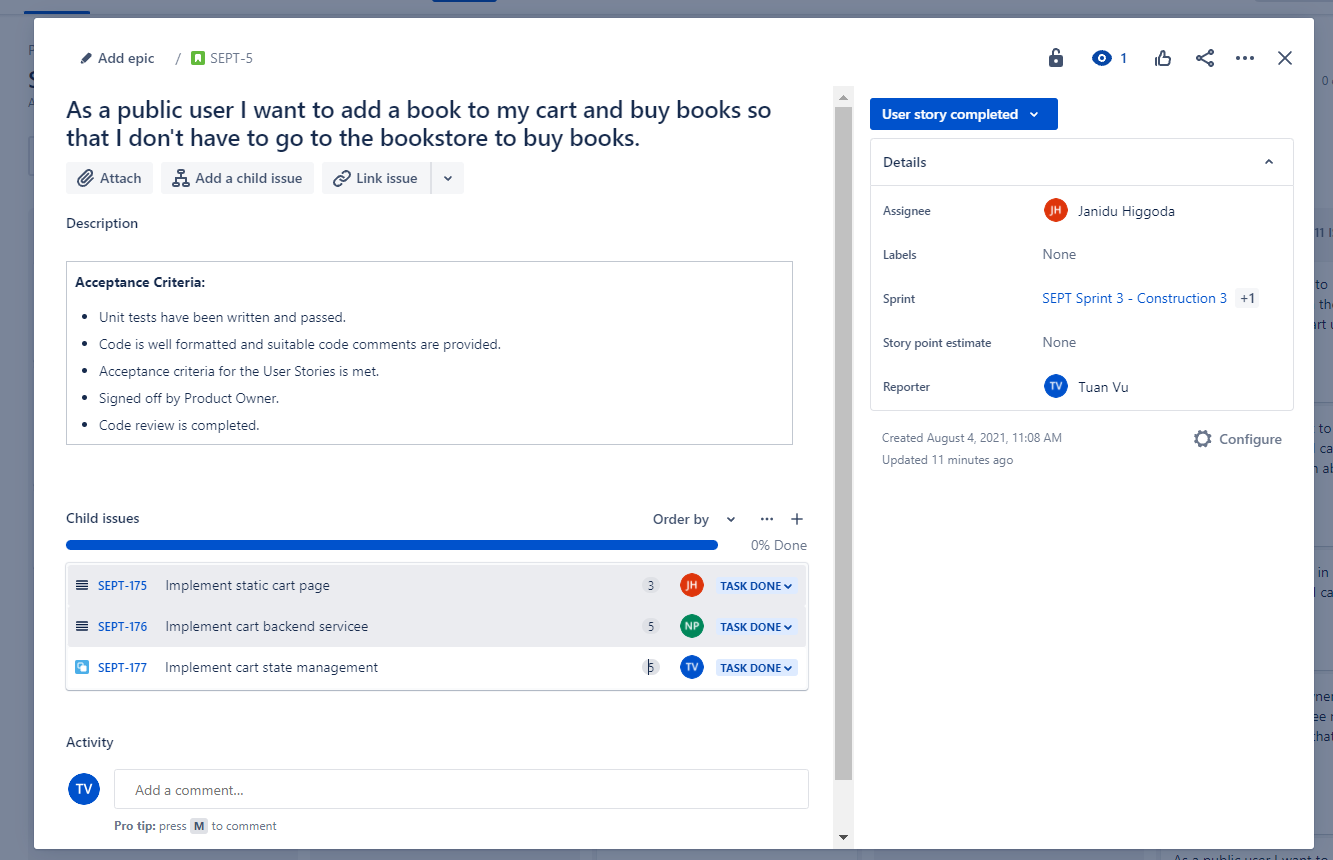 Add epic / SEPT-5
1
As a public user I want to add a book to my cart and buy books so
that I don't have to go to the bookstore to buy books.
Attach
Add a child issue
Link issue
Description
Acceptance Criteria:
Unit tests have been written and passed.
Code is well formatted and suitable code comments are provided.
Acceptance criteria for the User Stories is met.
Signed off by Product Owner.
Code review is completed.
Child issues
Order by
0% Done
SEPT-175 Implement static cart page 3 JH TASK DONE
SEPT-176 Implement cart backend servicee 5 NP TASK DONE
SEPT-177 Implement cart state management 5 TV TASK DONE
Activity
TV Add a comment...
Pro tip: press M to comment
User story completed
Details
Assignee JH Janidu Higgoda
Labels None
Sprint SEPT Sprint 3 - Construction 3 +1
Story point estimate None
Reporter TV Tuan Vu
Created August 4, 2021, 11:08 AM
Configure
Updated 11 minutes ago
As a public user I want to